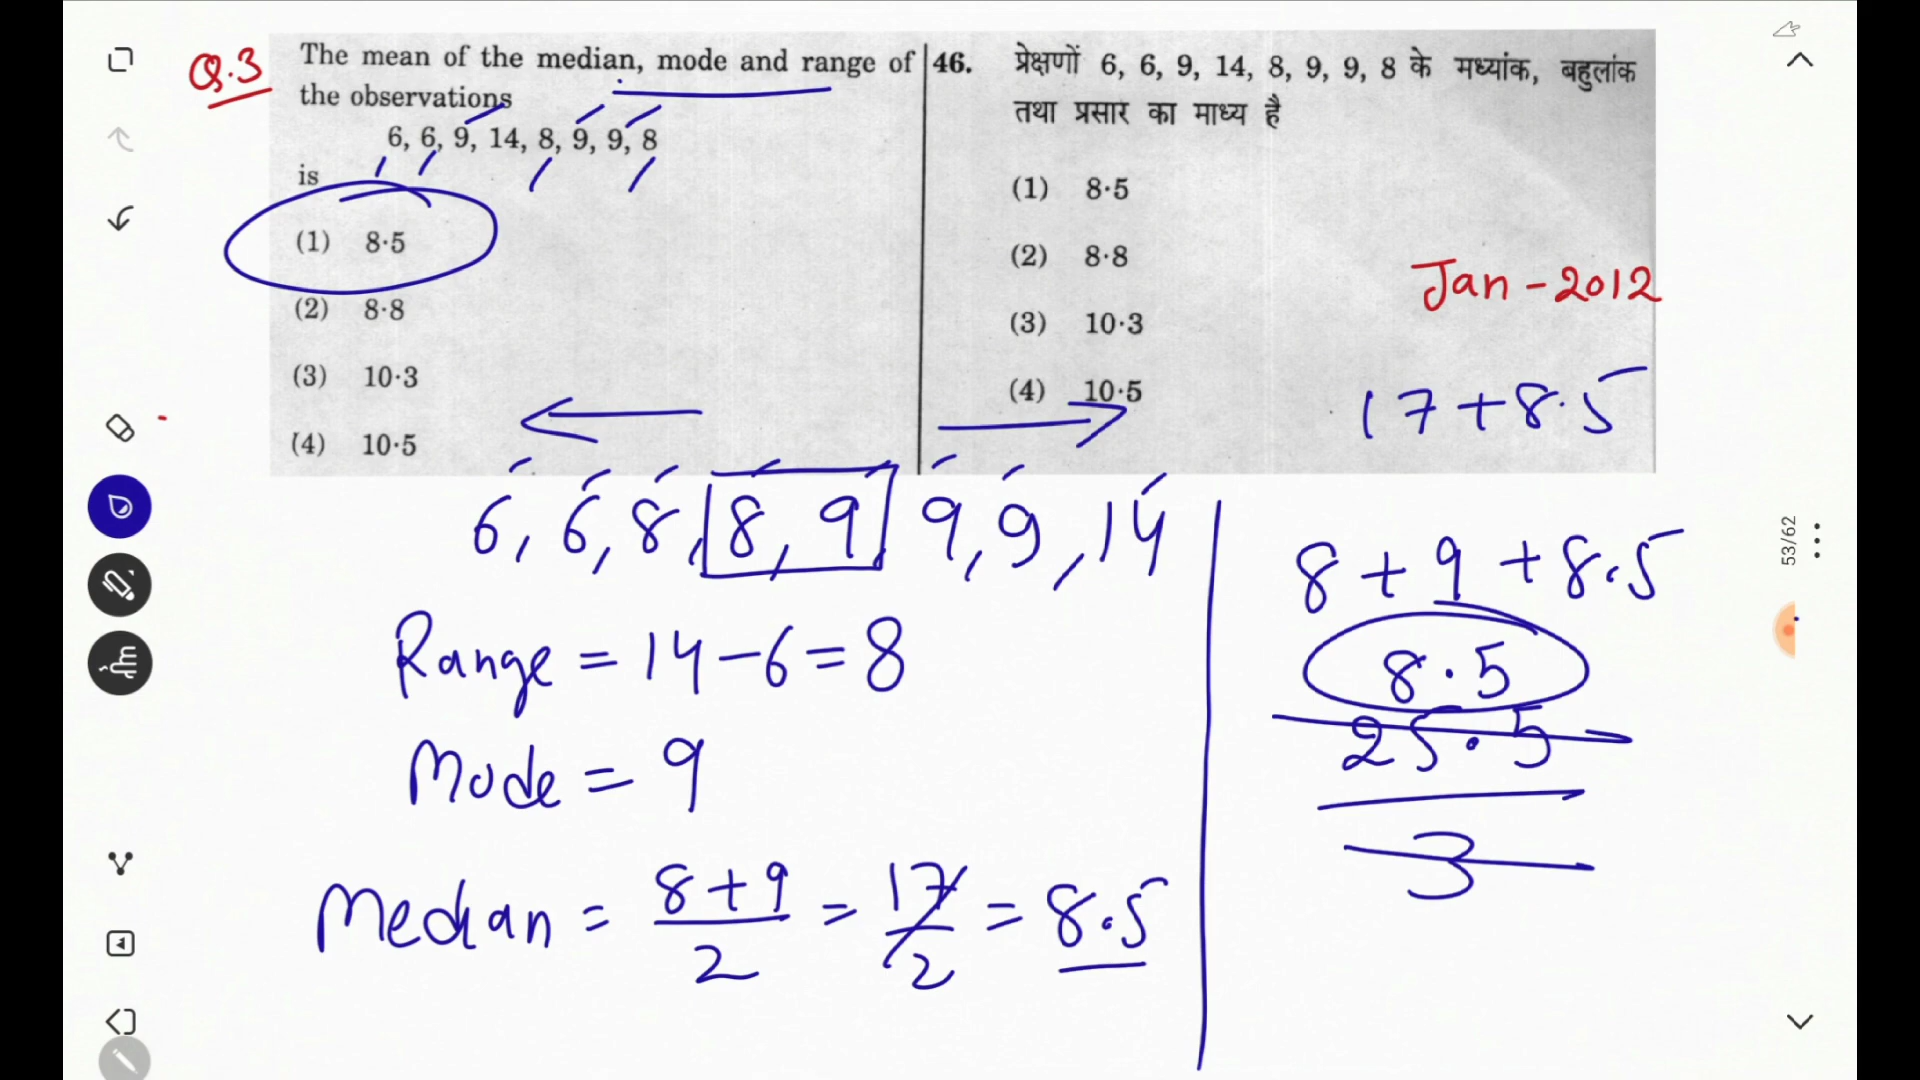 Q.3
The mean of the median, mode and range of
the observations
6, 6, 9, 14, 8, 9, 9, 8
is
(1) 8·5
(2) 8·8
(3) 10·3
(4) 10·5
46. प्रेक्षणों 6, 6, 9, 14, 8, 9, 9, 8 के मध्यांक, बहुलांक
तथा प्रसार का माध्य है
(1) 8·5
(2) 8·8
(3) 10·3
(4) 10·5
Jan - 2012
17 + 8.5
6, 6, 8, 8, 9, 9, 9, 14
Range = 14 - 6 = 8
Mode = 9
Median = 8+9/2 = 17/2 = 8.5
8 + 9 + 8.5
8.5
25.5
3
53/62